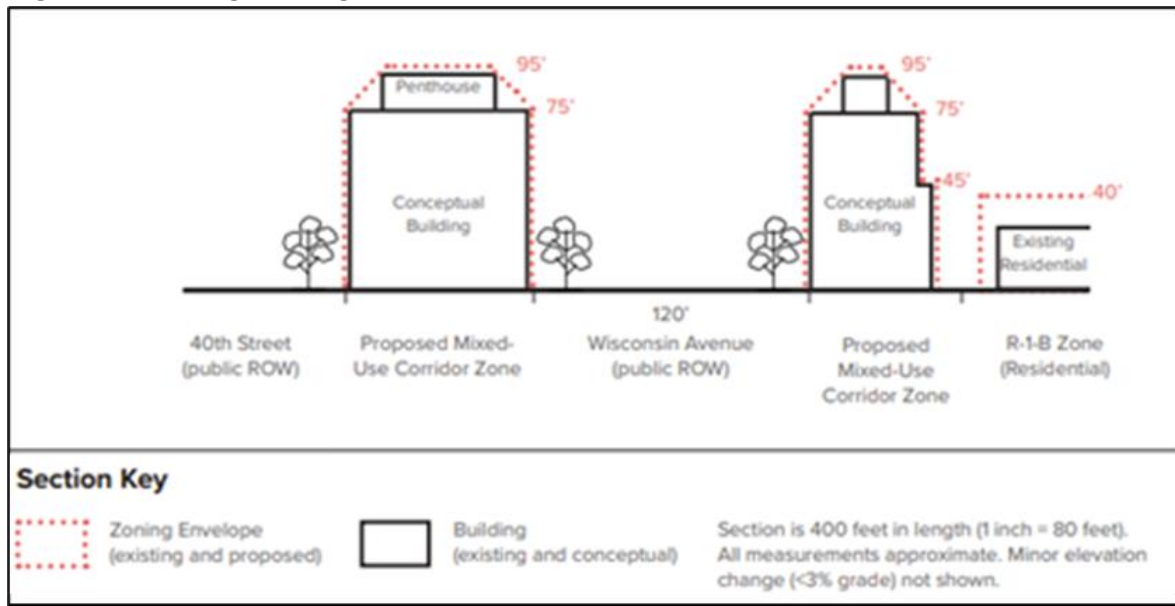 95'
95'
Penthouse
75'
75'
45'
40'
Conceptual
Building
Conceptual
Building
Existing
Residential
120'
40th Street
(public ROW)
Proposed Mixed-
Use Corridor Zone
Wisconsin Avenue
(public ROW)
Proposed
Mixed-Use
Corridor Zone
R-1-B Zone
(Residential)
Section Key
Zoning Envelope
(existing and proposed)
Building
(existing and conceptual)
Section is 400 feet in length (1 inch = 80 feet).
All measurements approximate. Minor elevation
change (<3% grade) not shown.